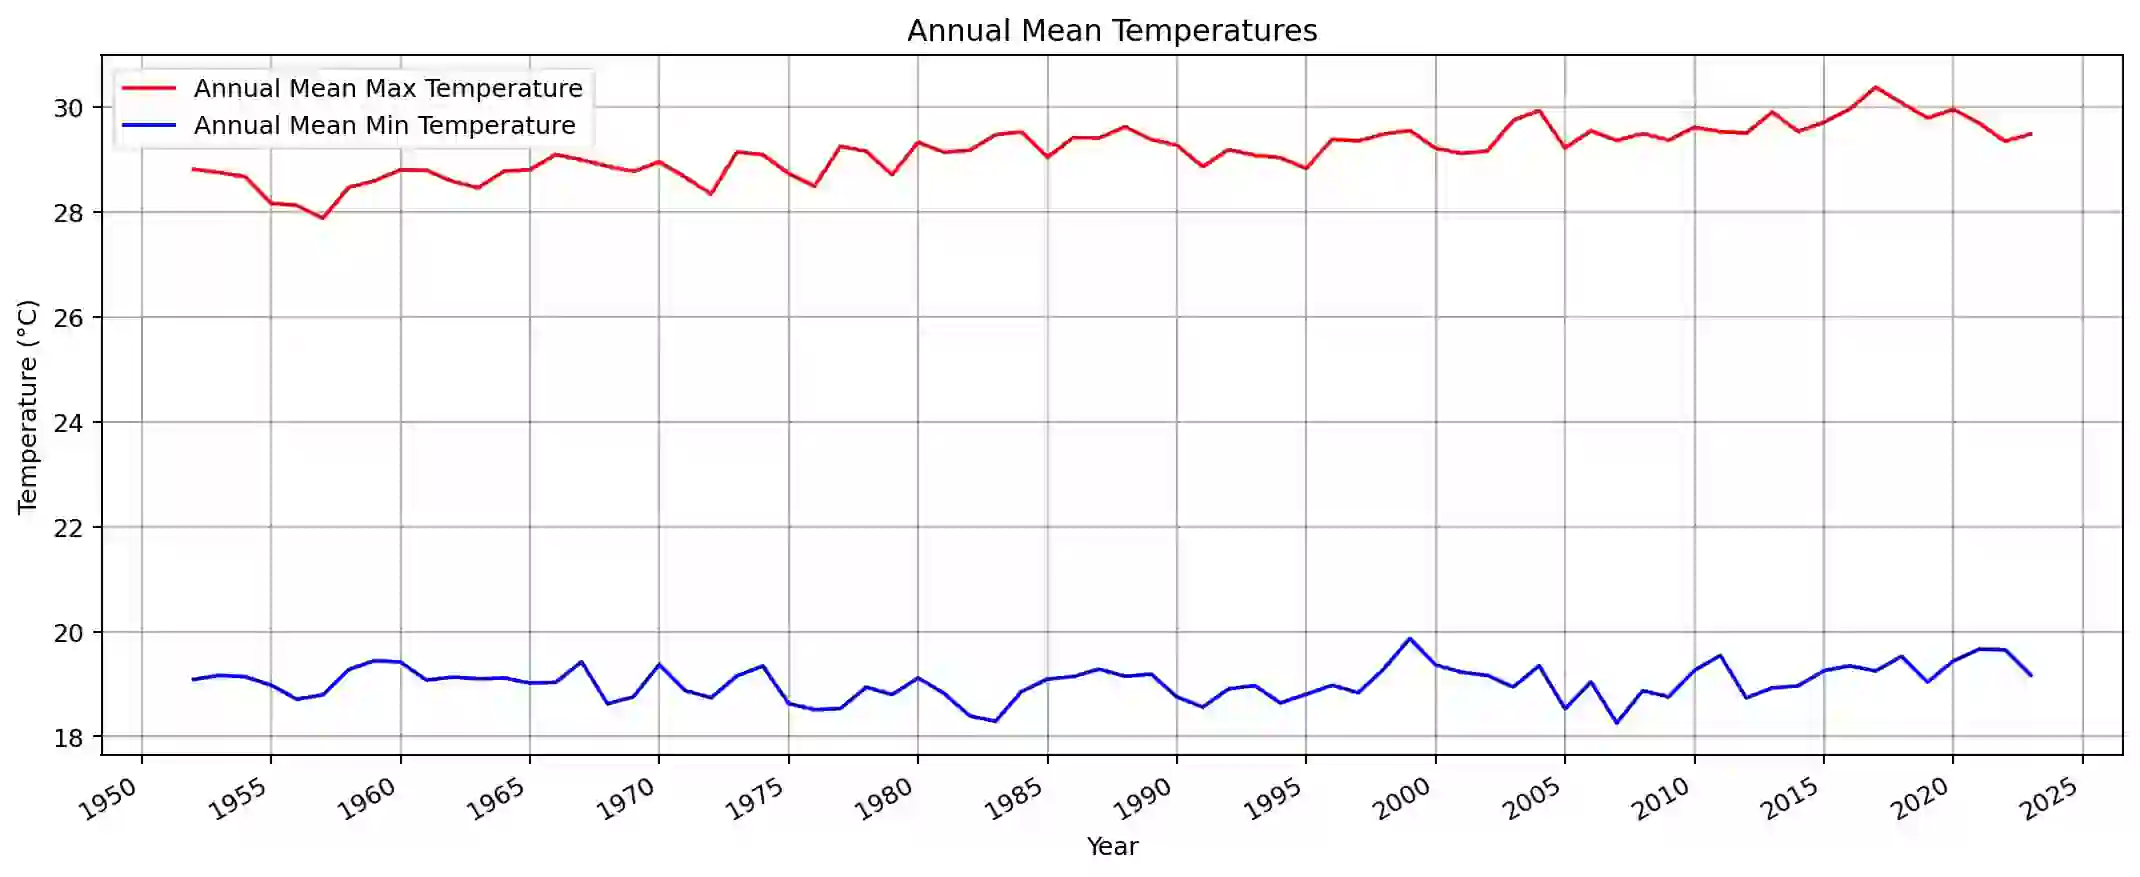 Annual Mean Temperatures
Annual Mean Max Temperature
Annual Mean Min Temperature
Temperature (°C)
30
28
26
24
22
20
18
1950 1955 1960 1965 1970 1975 1980 1985 1990 1995 2000 2005 2010 2015 2020 2025
Year